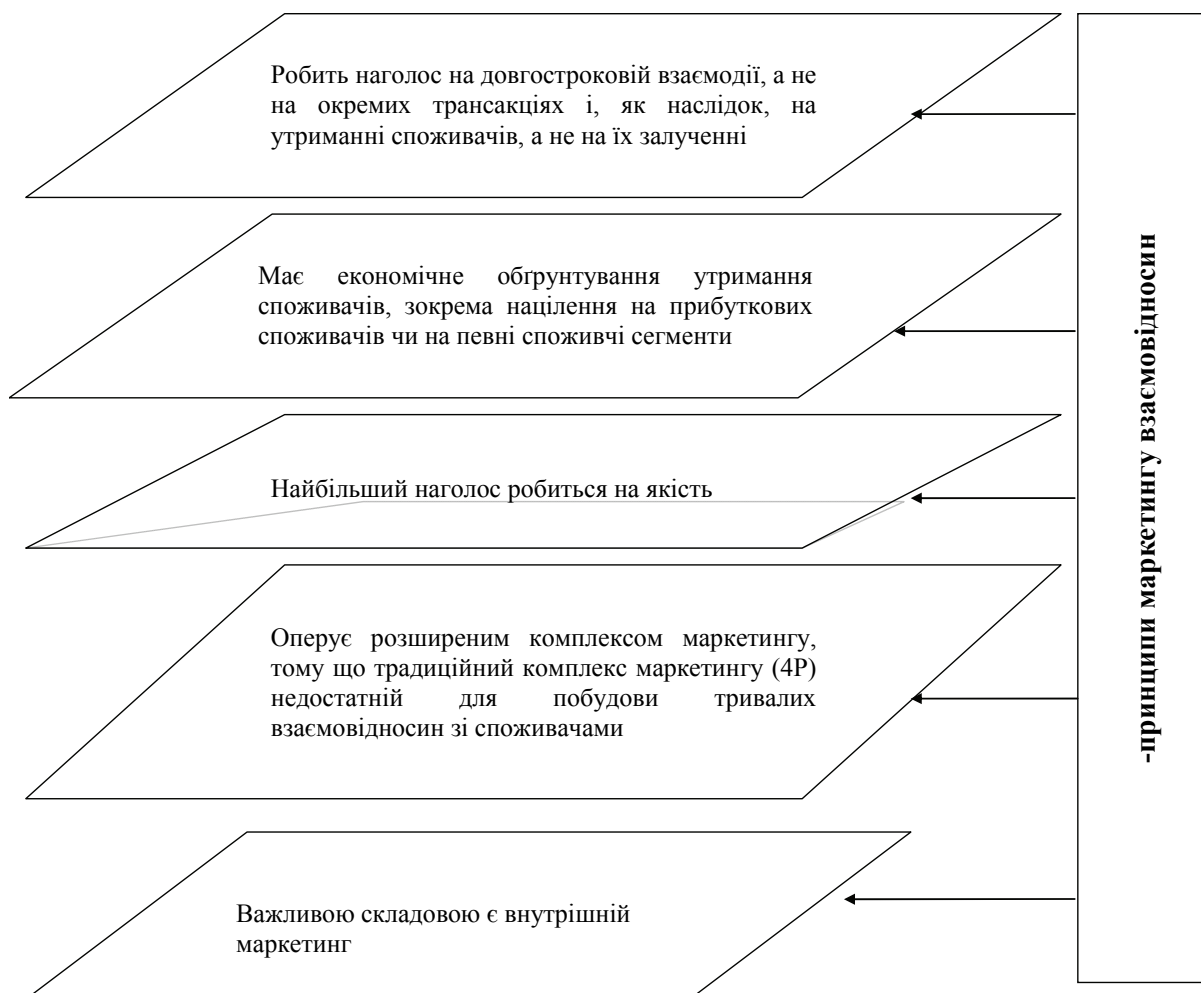 Робить наголос на довгостроковій взаємодії, а не
на окремих трансакціях і, як наслідок, на
утриманні споживачів, а не на їх залученні
Має економічне обґрунтування утримання
споживачів, зокрема націлення на прибуткових
споживачів чи на певні споживчі сегменти
Найбільший наголос робиться на якість
Оперує розширеним комплексом маркетингу,
тому що традиційний комплекс маркетингу (4Р)
недостатній для побудови тривалих
взаємовідносин зі споживачами
Важливою складовою є внутрішній
маркетинг
-принципи маркетингу взаємовідносин